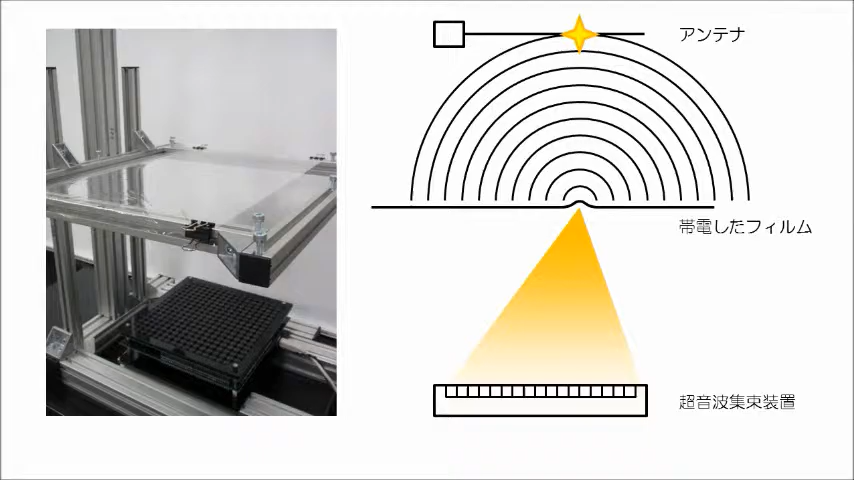 アンテナ
帯電したフィルム
超音波集束装置